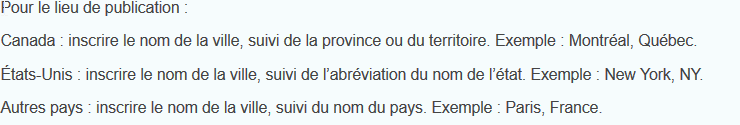 Pour le lieu de publication :
Canada : inscrire le nom de la ville, suivi de la province ou du territoire. Exemple : Montréal, Québec.
États-Unis : inscrire le nom de la ville, suivi de l’abréviation du nom de l’état. Exemple : New York, NY.
Autres pays : inscrire le nom de la ville, suivi du nom du pays. Exemple : Paris, France.